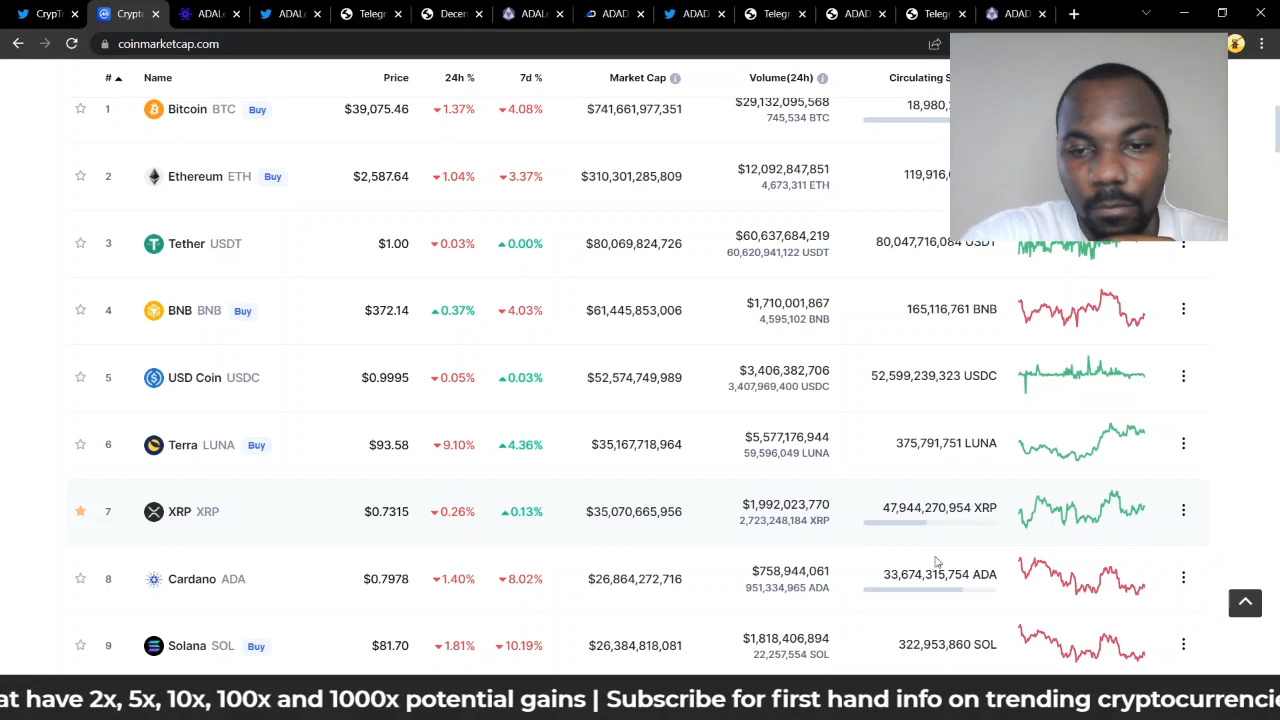 CrypTo
Crypto
ADALe
ADALe
Telegr
Decen
ADALe
ADAD
ADAD
Telegr
ADAD
Telegr
ADAD
coinmarketcap.com
# Name Price 24h % 7d % Market Cap Volume(24h) Circulating S
1 Bitcoin BTC Buy $39,075.46 1.37% 4.08% $741,661,977,351 $29,132,095,568 18,980,
745,534 BTC
2 Ethereum ETH Buy $2,587.64 1.04% 3.37% $310,301,285,809 $12,092,847,851 119,916,
4,673,311 ETH
3 Tether USDT $1.00 0.03% 0.00% $80,069,824,726 $60,637,684,219 80,047,716,084 USDT
60,620,941,122 USDT
4 BNB BNB Buy $372.14 0.37% 4.03% $61,445,853,006 $1,710,001,867 165,116,761 BNB
4,595,102 BNB
5 USD Coin USDC $0.9995 0.05% 0.03% $52,574,749,989 $3,406,382,706 52,599,239,323 USDC
3,407,969,400 USDC
6 Terra LUNA Buy $93.58 9.10% 4.36% $35,167,718,964 $5,577,176,944 375,791,751 LUNA
59,596,049 LUNA
7 XRP XRP $0.7315 0.26% 0.13% $35,070,665,956 $1,992,023,770 47,944,270,954 XRP
2,723,248,184 XRP
8 Cardano ADA $0.7978 1.40% 8.02% $26,864,272,716 $758,944,061 33,674,315,754 ADA
951,334,965 ADA
9 Solana SOL Buy $81.70 1.81% 10.19% $26,384,818,081 $1,818,406,894 322,953,860 SOL
22,257,554 SOL
at have 2x, 5x, 10x, 100x and 1000x potential gains | Subscribe for first hand info on trending cryptocurrenci